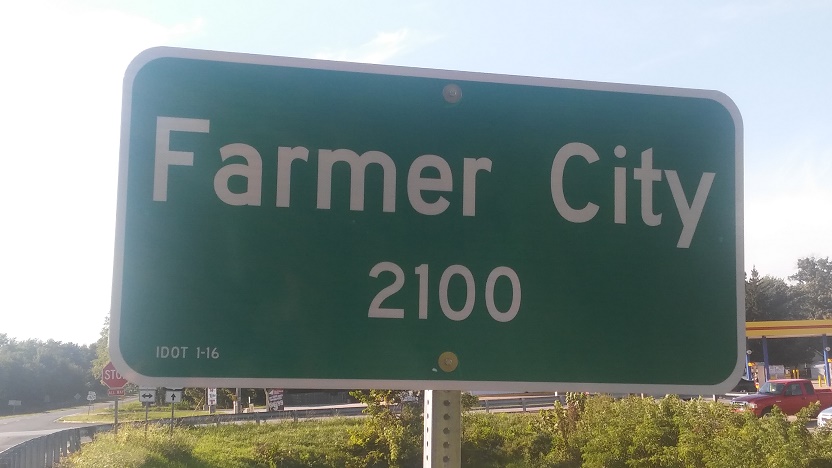 Farmer City
2100
IDOT 1-16
STOP